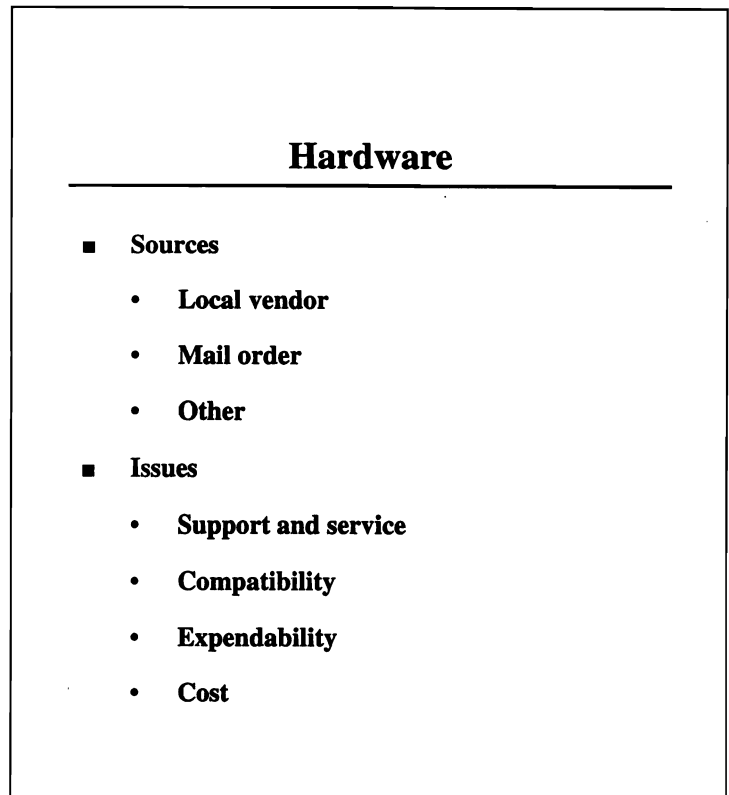 Hardware
■ Sources
• Local vendor
• Mail order
• Other
■ Issues
• Support and service
• Compatibility
• Expendability
• Cost